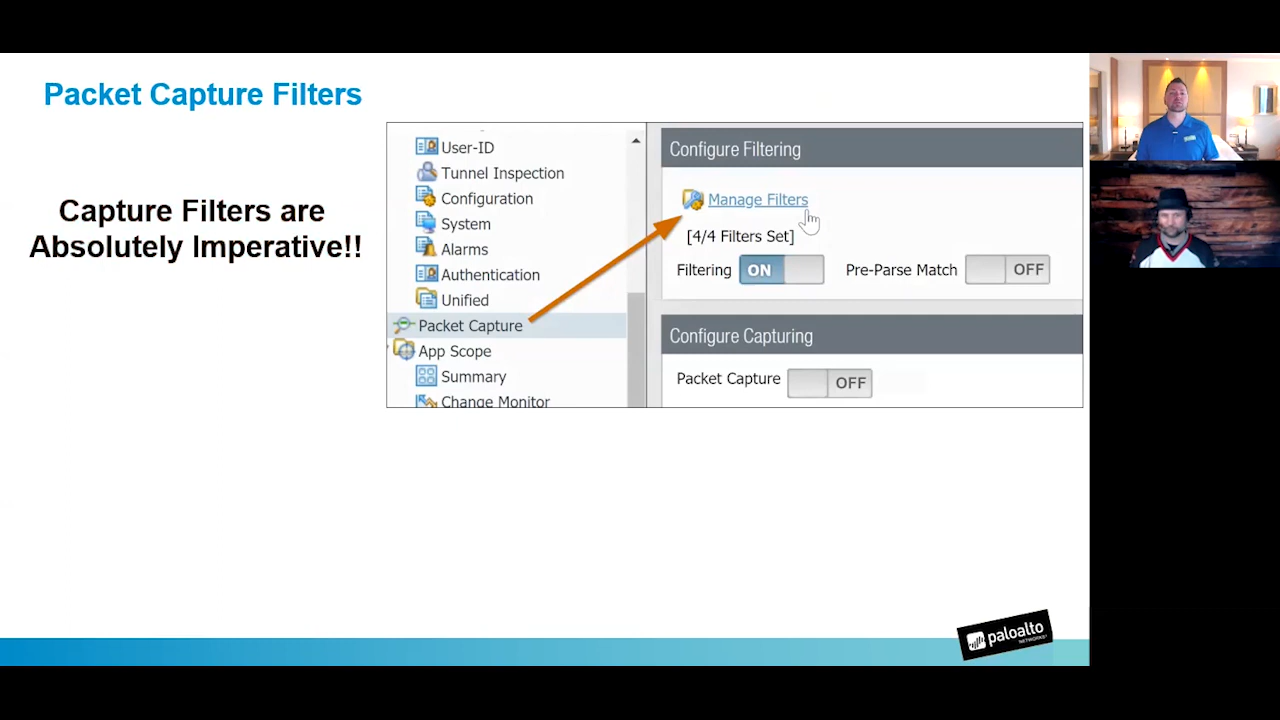 Packet Capture Filters
Capture Filters are
Absolutely Imperative!!
User-ID
Tunnel Inspection
Configuration
System
Alarms
Authentication
Unified
Packet Capture
App Scope
Summary
Change Monitor
Configure Filtering
Manage Filters
[4/4 Filters Set]
Filtering ON Pre-Parse Match OFF
Configure Capturing
Packet Capture OFF
paloalto
NETWORKS